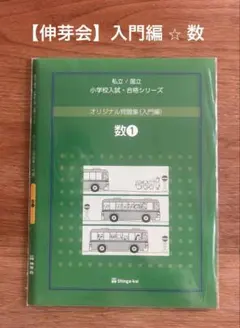 【伸芽会】入門編 ☆ 数
私立/国立
小学校入試・合格シリーズ
オリジナル問題集〈入門編〉
数❶
Shinga-kai